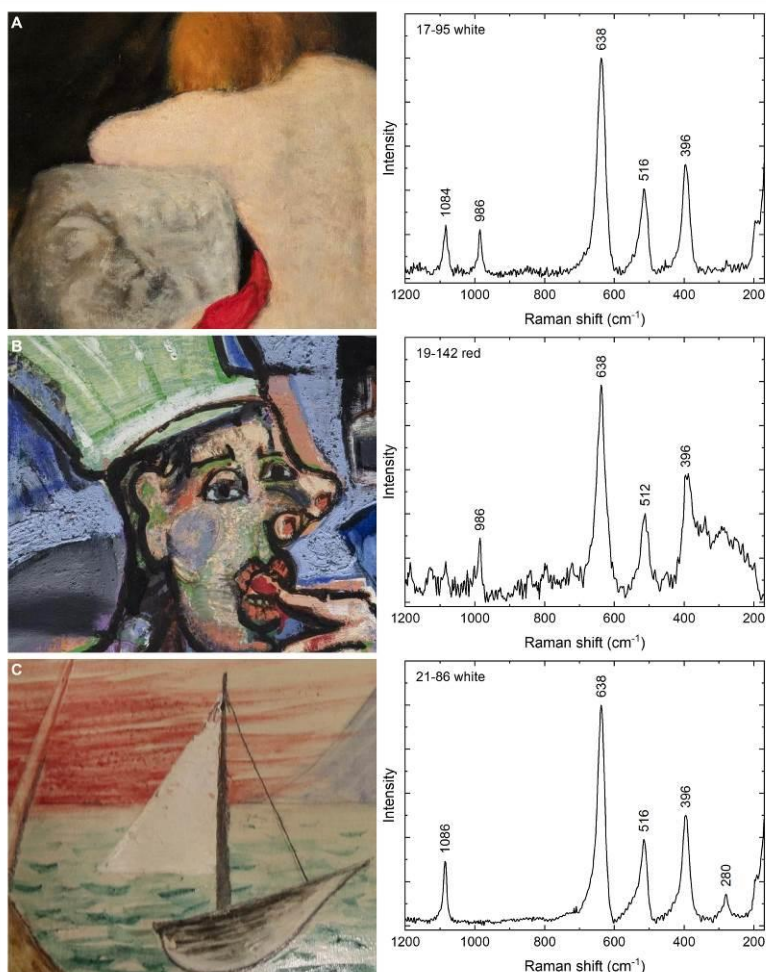 A
17-95 white
638
516
396
1084
986
Intensity
1200 1000 800 600 400 200
Raman shift (cm-1)
B
19-142 red
638
512
396
986
Intensity
1200 1000 800 600 400 200
Raman shift (cm-1)
C
21-86 white
638
516
396
1086
280
Intensity
1200 1000 800 600 400 200
Raman shift (cm-1)